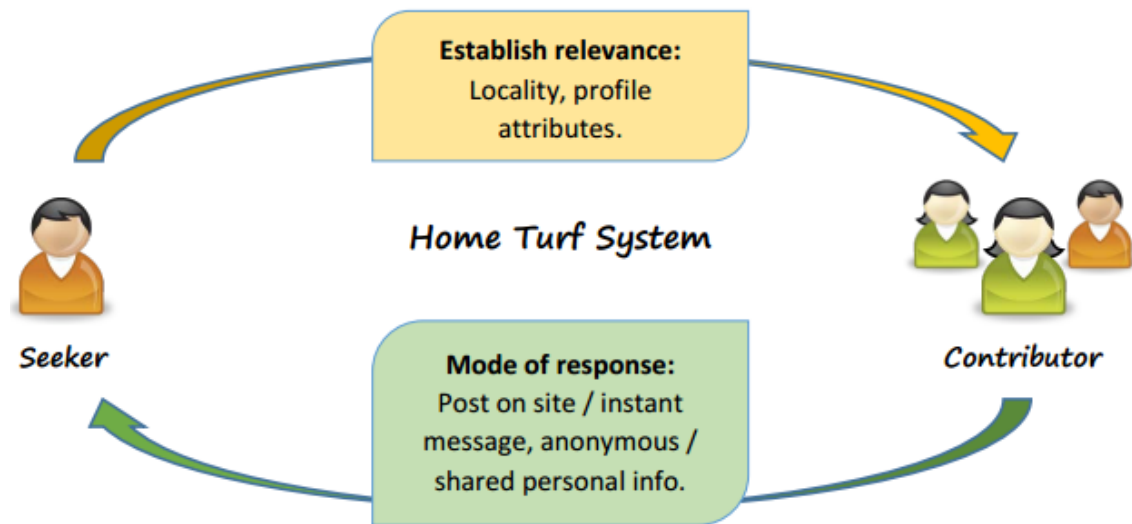 Establish relevance:
Locality, profile
attributes.
Home Turf System
Seeker
Contributor
Mode of response:
Post on site / instant
message, anonymous /
shared personal info.